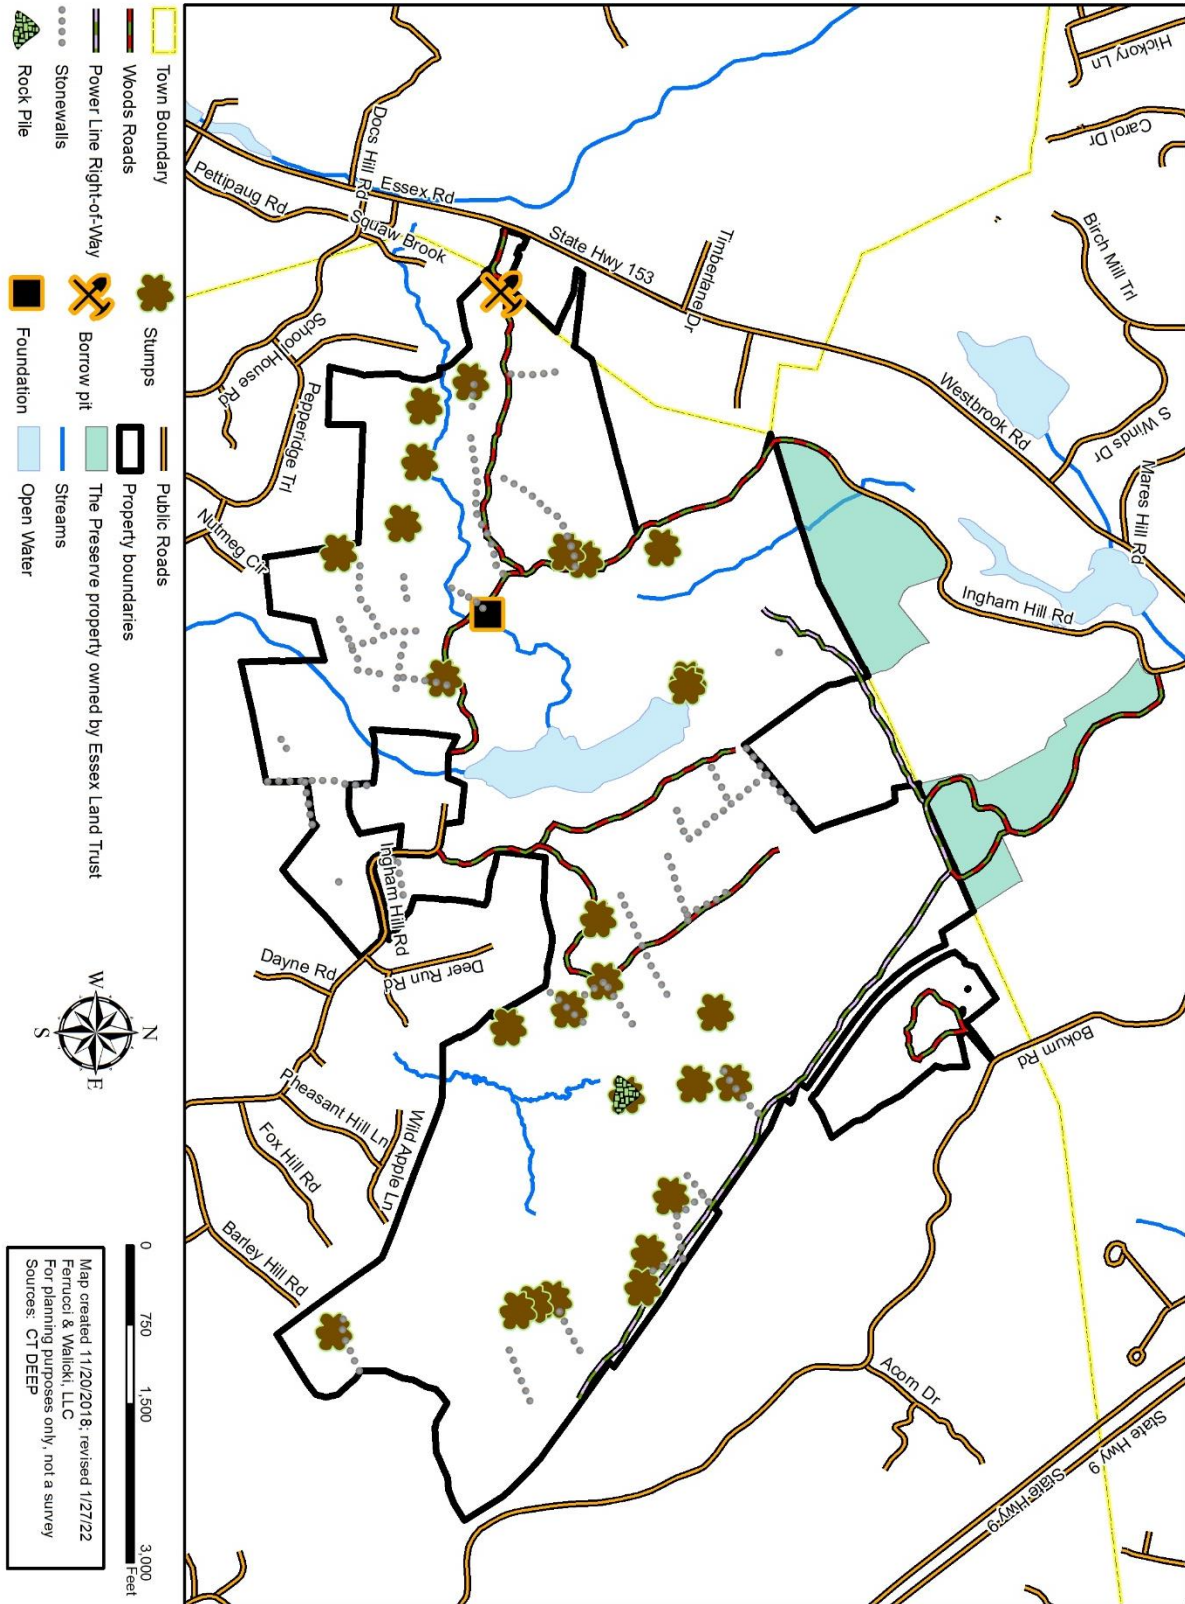 Hickory Ln
Carol Dr
Birch Mill Trl
S Winds Dr
Mares Hill Rd
Westbrook Rd
Ingham Hill Rd
Timberlane Dr
State Hwy 153
Essex Rd
Docs Hill Rd
Pettipaug Rd
Squaw Brook
School House Rd
Pepperidge Trl
Nutmeg Cir
Ingham Hill Rd
Dayne Rd
Deer Run Rd
Pheasant Hill Ln
Wild Apple Ln
Fox Hill Rd
Barley Hill Rd
Bokum Rd
Acorn Dr
State Hwy 9
State Hwy 9
Town Boundary
Woods Roads
Power Line Right-of-Way
Stonewalls
Rock Pile
Stumps
Borrow pit
Foundation
Public Roads
Property boundaries
The Preserve property owned by Essex Land Trust
Streams
Open Water
N
W
E
S
0 750 1,500 3,000
Feet
Map created 11/20/2018; revised 1/27/22
Ferrucci & Walicki, LLC
For planning purposes only, not a survey
Sources: CT DEEP